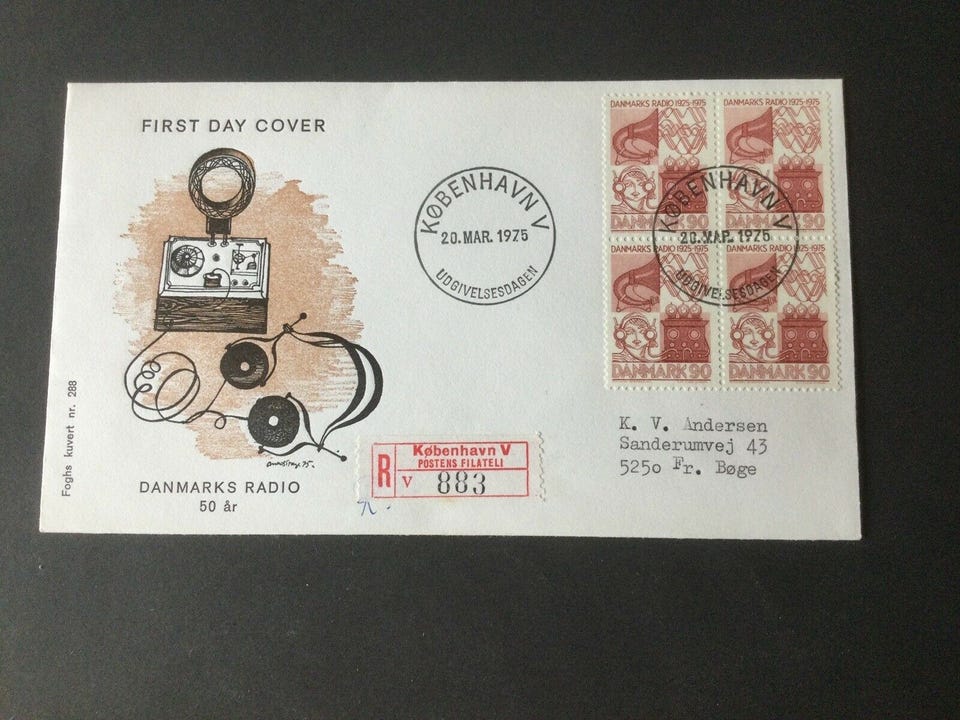 FIRST DAY COVER
Foghs kuvert nr. 288
DANMARKS RADIO
50 år
KØBENHAVN V
20.MAR. 1975
UDGIVELSESDAGEN
R
København V
POSTENS FILATELI
V 883
DANMARKS RADIO 1925-1975
DANMARK 90
DANMARKS RADIO 1925-1975
DANMARK 90
DANMARKS RADIO 1925-1975
DANMARK 90
DANMARKS RADIO 1925-1975
DANMARK 90
KØBENHAVN V
20.MAR. 1975
UDGIVELSESDAGEN
K. V. Andersen
Sanderumvej 43
525o Fr. Bøge